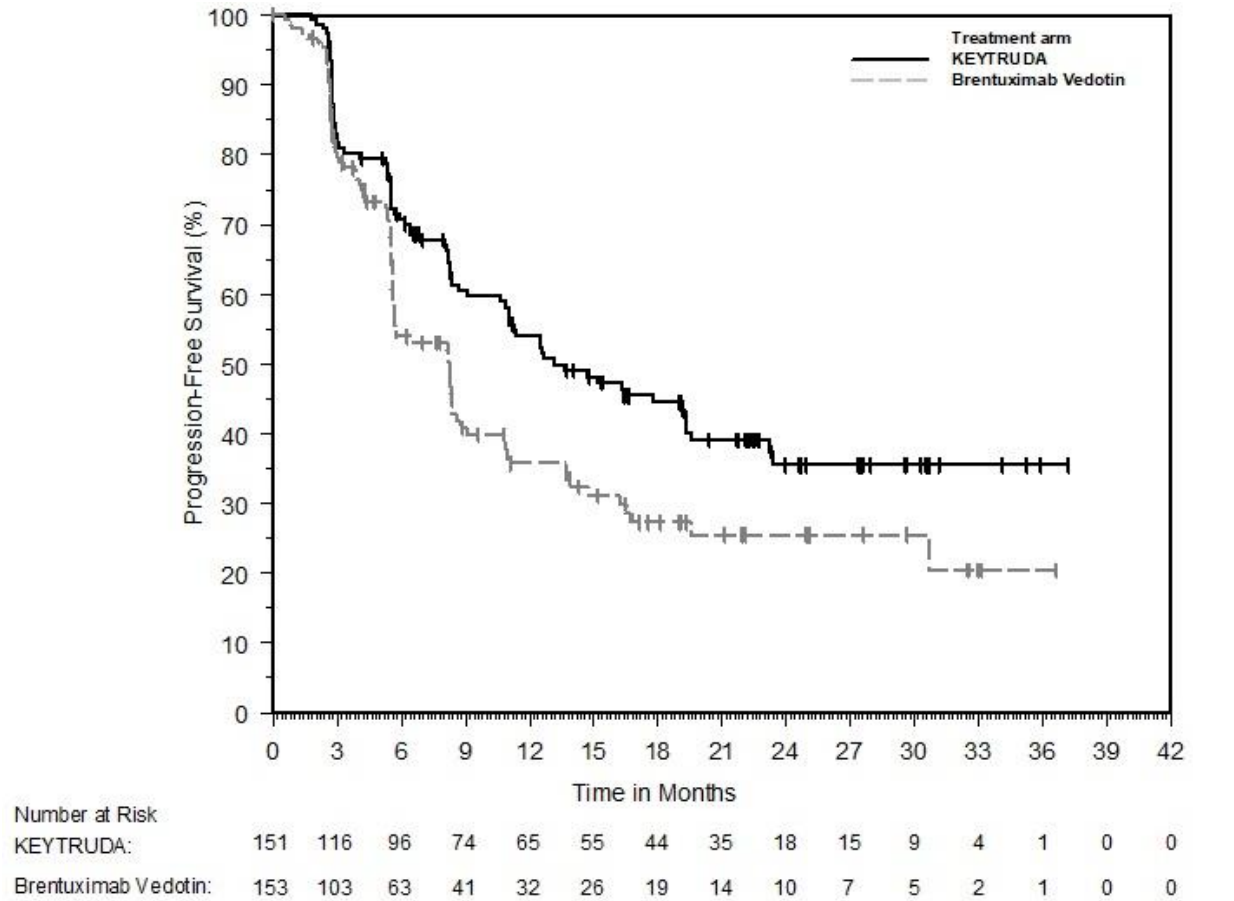 Treatment arm
KEYTRUDA
Brentuximab Vedotin
Progression-Free Survival (%)
100
90
80
70
60
50
40
30
20
10
0
0 3 6 9 12 15 18 21 24 27 30 33 36 39 42
Time in Months
Number at Risk
KEYTRUDA: 151 116 96 74 65 55 44 35 18 15 9 4 1 0 0
Brentuximab Vedotin: 153 103 63 41 32 26 19 14 10 7 5 2 1 0 0